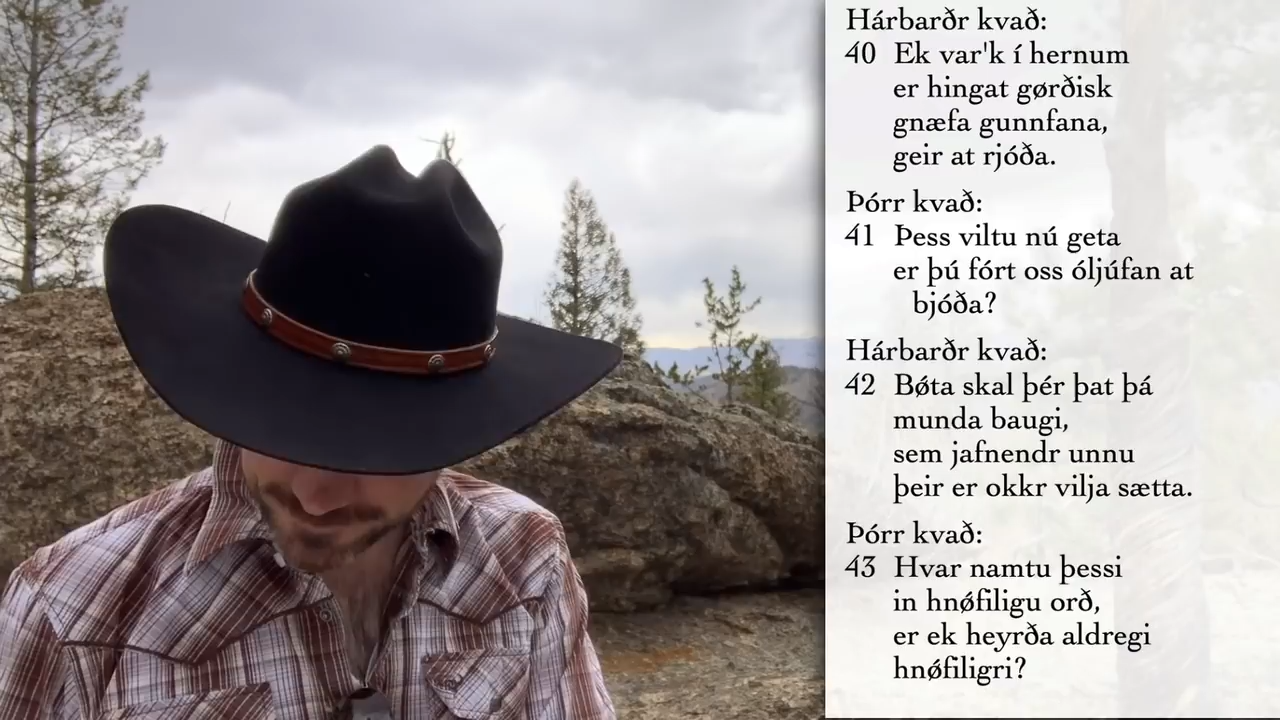 Hárbarðr kvað:
40 Ek var'k í hernum
er hingat gørðisk
gnæfa gunnfana,
geir at rjóða.
Þórr kvað:
41 Þess viltu nú geta
er þú fórt oss óljúfan at
bjóða?
Hárbarðr kvað:
42 Bǿta skal þér þat þá
munda baugi,
sem jafnendr unnu
þeir er okkr vilja sætta.
Þórr kvað:
43 Hvar namtu þessi
in hnǿfiligu orð,
er ek heyrða aldregi
hnǿfiligri?